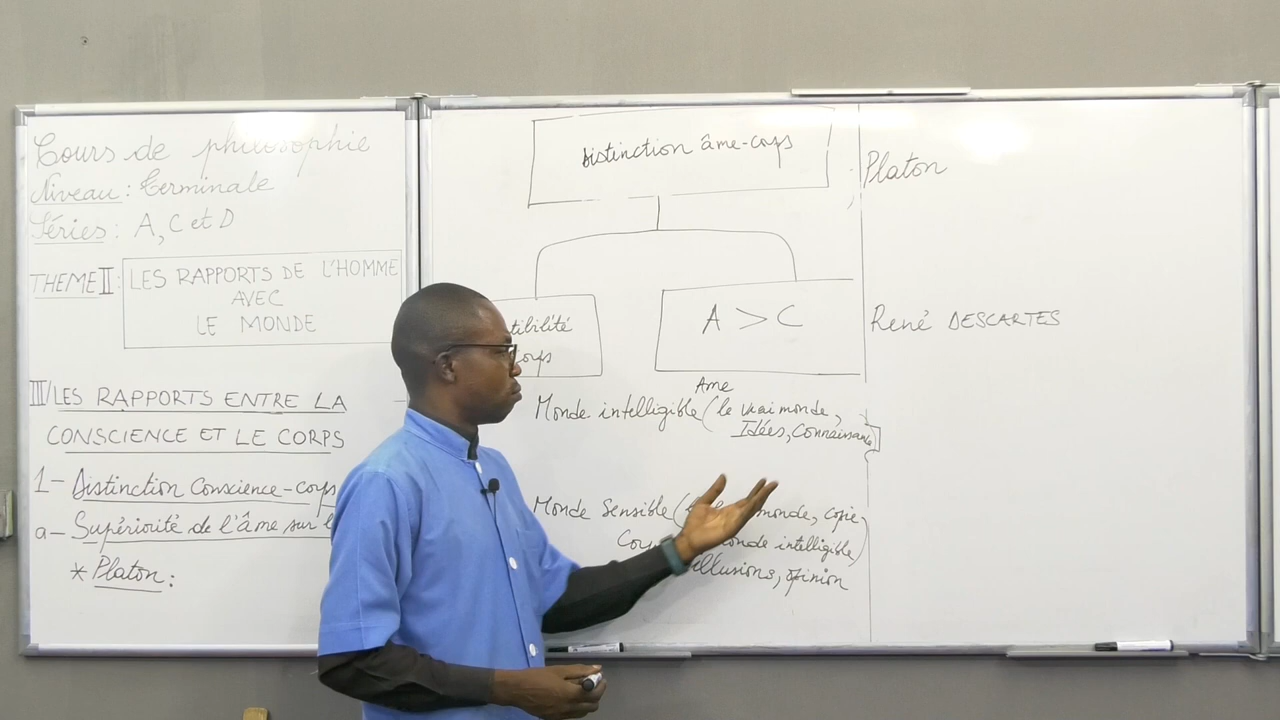 Cours de philosophie
Niveau : Terminale
Séries : A, C et D
THEME II :
LES RAPPORTS DE L'HOMME
AVEC
LE MONDE
III/ LES RAPPORTS ENTRE LA
CONSCIENCE ET LE CORPS
1- Distinction Conscience-corps
a- Supériorité de l'âme sur
* Platon :
Distinction âme-corps
A > C
Ame
Monde intelligible (le vrai monde,
Idées, connaissance
Monde Sensible ( monde, copie,
monde intelligible)
illusions, opinion
Platon
René DESCARTES